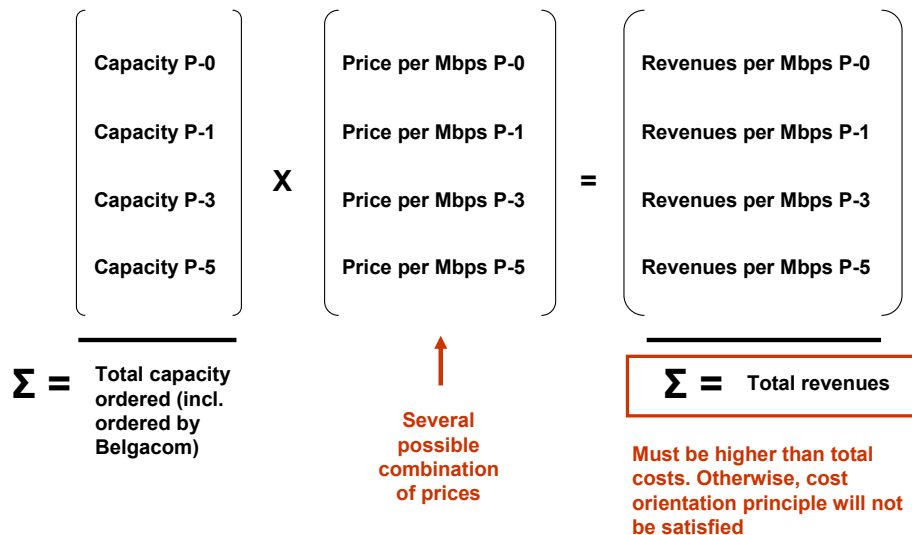 Capacity P-0
Price per Mbps P-0
Revenues per Mbps P-0
Capacity P-1
Price per Mbps P-1
Revenues per Mbps P-1
X
=
Capacity P-3
Price per Mbps P-3
Revenues per Mbps P-3
Capacity P-5
Price per Mbps P-5
Revenues per Mbps P-5
Σ =
Total capacity
ordered (incl.
ordered by
Belgacom)
Several
possible
combination
of prices
Σ = Total revenues
Must be higher than total
costs. Otherwise, cost
orientation principle will not
be satisfied